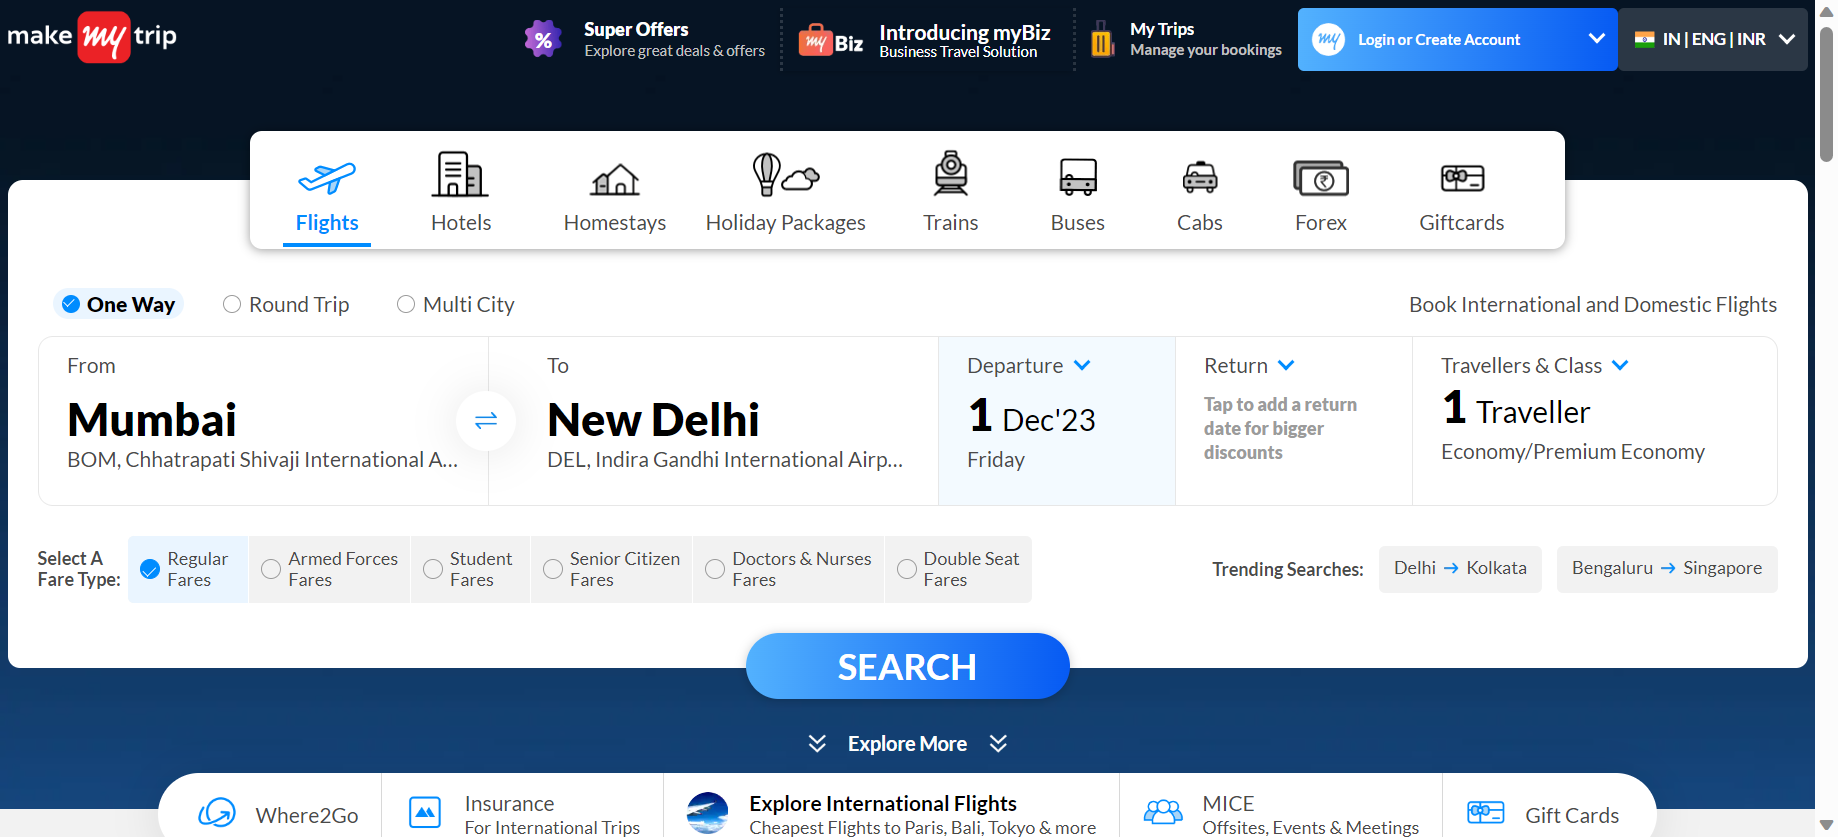 make my trip
%
Super Offers
Explore great deals & offers
my Biz
Introducing myBiz
Business Travel Solution
My Trips
Manage your bookings
my
Login or Create Account
IN | ENG | INR
Flights
Hotels
Homestays
Holiday Packages
Trains
Buses
Cabs
Forex
Giftcards
One Way
Round Trip
Multi City
Book International and Domestic Flights
From
Mumbai
BOM, Chhatrapati Shivaji International A...
To
New Delhi
DEL, Indira Gandhi International Airp...
Departure
1 Dec'23
Friday
Return
Tap to add a return
date for bigger
discounts
Travellers & Class
1 Traveller
Economy/Premium Economy
Select A
Fare Type:
Regular
Fares
Armed Forces
Fares
Student
Fares
Senior Citizen
Fares
Doctors & Nurses
Fares
Double Seat
Fares
Trending Searches:
Delhi → Kolkata
Bengaluru → Singapore
SEARCH
Explore More
Where2Go
Insurance
For International Trips
Explore International Flights
Cheapest Flights to Paris, Bali, Tokyo & more
MICE
Offsites, Events & Meetings
Gift Cards